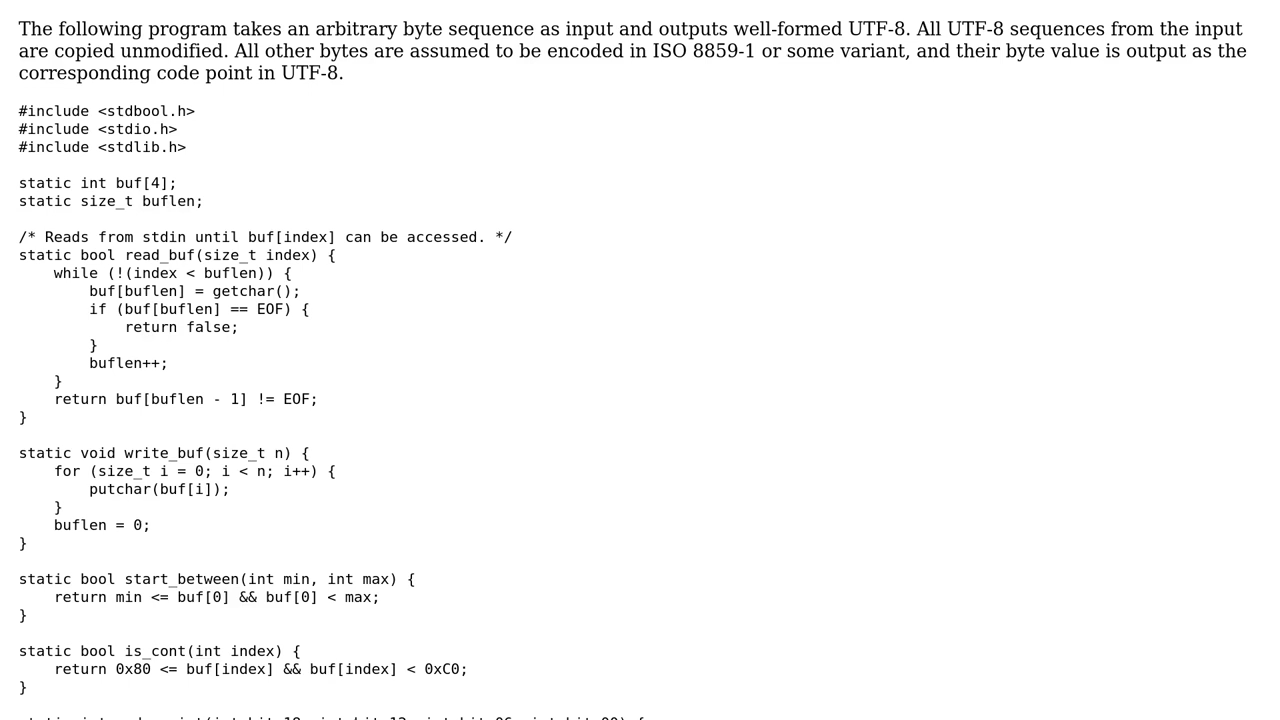 The following program takes an arbitrary byte sequence as input and outputs well-formed UTF-8. All UTF-8 sequences from the input
are copied unmodified. All other bytes are assumed to be encoded in ISO 8859-1 or some variant, and their byte value is output as the
corresponding code point in UTF-8.
#include <stdbool.h>
#include <stdio.h>
#include <stdlib.h>
static int buf[4];
static size_t buflen;
/* Reads from stdin until buf[index] can be accessed. */
static bool read_buf(size_t index) {
    while (!(index < buflen)) {
        buf[buflen] = getchar();
        if (buf[buflen] == EOF) {
            return false;
        }
        buflen++;
    }
    return buf[buflen - 1] != EOF;
}
static void write_buf(size_t n) {
    for (size_t i = 0; i < n; i++) {
        putchar(buf[i]);
    }
    buflen = 0;
}
static bool start_between(int min, int max) {
    return min <= buf[0] && buf[0] < max;
}
static bool is_cont(int index) {
    return 0x80 <= buf[index] && buf[index] < 0xC0;
}